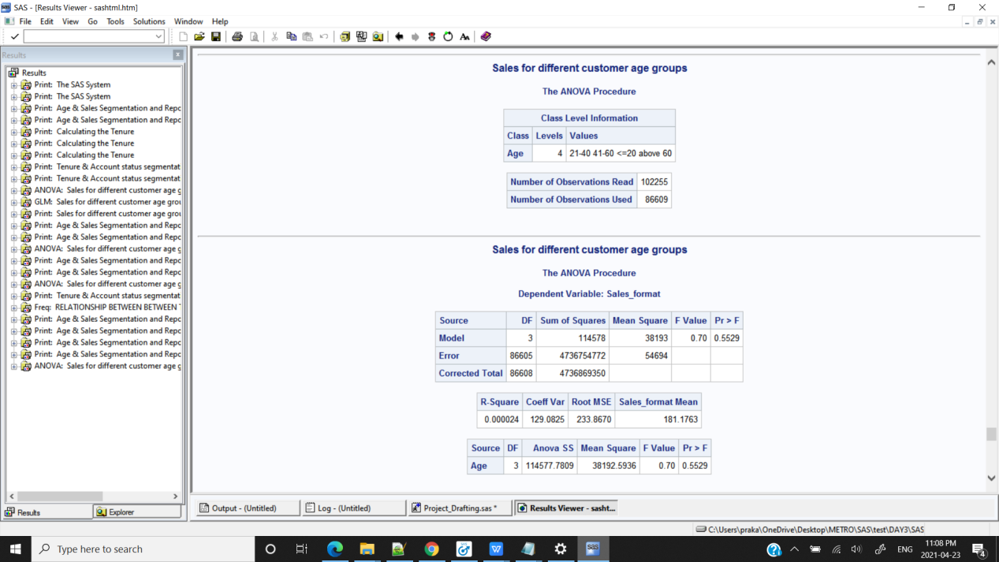 SAS - [Results Viewer - sashtml.htm]
File Edit View Go Tools Solutions Window Help
Results
Results
Print: The SAS System
Print: The SAS System
Print: Age & Sales Segmentation and Repo
Print: Age & Sales Segmentation and Repo
Print: Calculating the Tenure
Print: Calculating the Tenure
Print: Calculating the Tenure
Print: Tenure & Account status segmentat
Print: Tenure & Account status segmentat
ANOVA: Sales for different customer age g
GLM: Sales for different customer age grou
Print: Sales for different customer age grou
Print: Age & Sales Segmentation and Repo
Print: Age & Sales Segmentation and Repo
ANOVA: Sales for different customer age g
Print: Age & Sales Segmentation and Repo
Print: Age & Sales Segmentation and Repo
ANOVA: Sales for different customer age g
Print: Tenure & Account status segmentat
Freq: RELATIONSHIP BETWEEN BETWEEN T
Print: Age & Sales Segmentation and Repo
Print: Age & Sales Segmentation and Repo
Print: Age & Sales Segmentation and Repo
Print: Age & Sales Segmentation and Repo
ANOVA: Sales for different customer age g
Results Explorer
Sales for different customer age groups
The ANOVA Procedure
Class Level Information
Class Levels Values
Age 4 21-40 41-60 <=20 above 60
Number of Observations Read 102255
Number of Observations Used 86609
Sales for different customer age groups
The ANOVA Procedure
Dependent Variable: Sales_format
Source DF Sum of Squares Mean Square F Value Pr > F
Model 3 114578 38193 0.70 0.5529
Error 86605 4736754772 54694
Corrected Total 86608 4736869350
R-Square Coeff Var Root MSE Sales_format Mean
0.000024 129.0825 233.8670 181.1763
Source DF Anova SS Mean Square F Value Pr > F
Age 3 114577.7809 38192.5936 0.70 0.5529
Output - (Untitled) Log - (Untitled) Project_Drafting.sas * Results Viewer - sasht...
C:\Users\praka\OneDrive\Desktop\METRO\SAS\test\DAY3\SAS
Type here to search
ENG
11:08 PM
2021-04-23
4